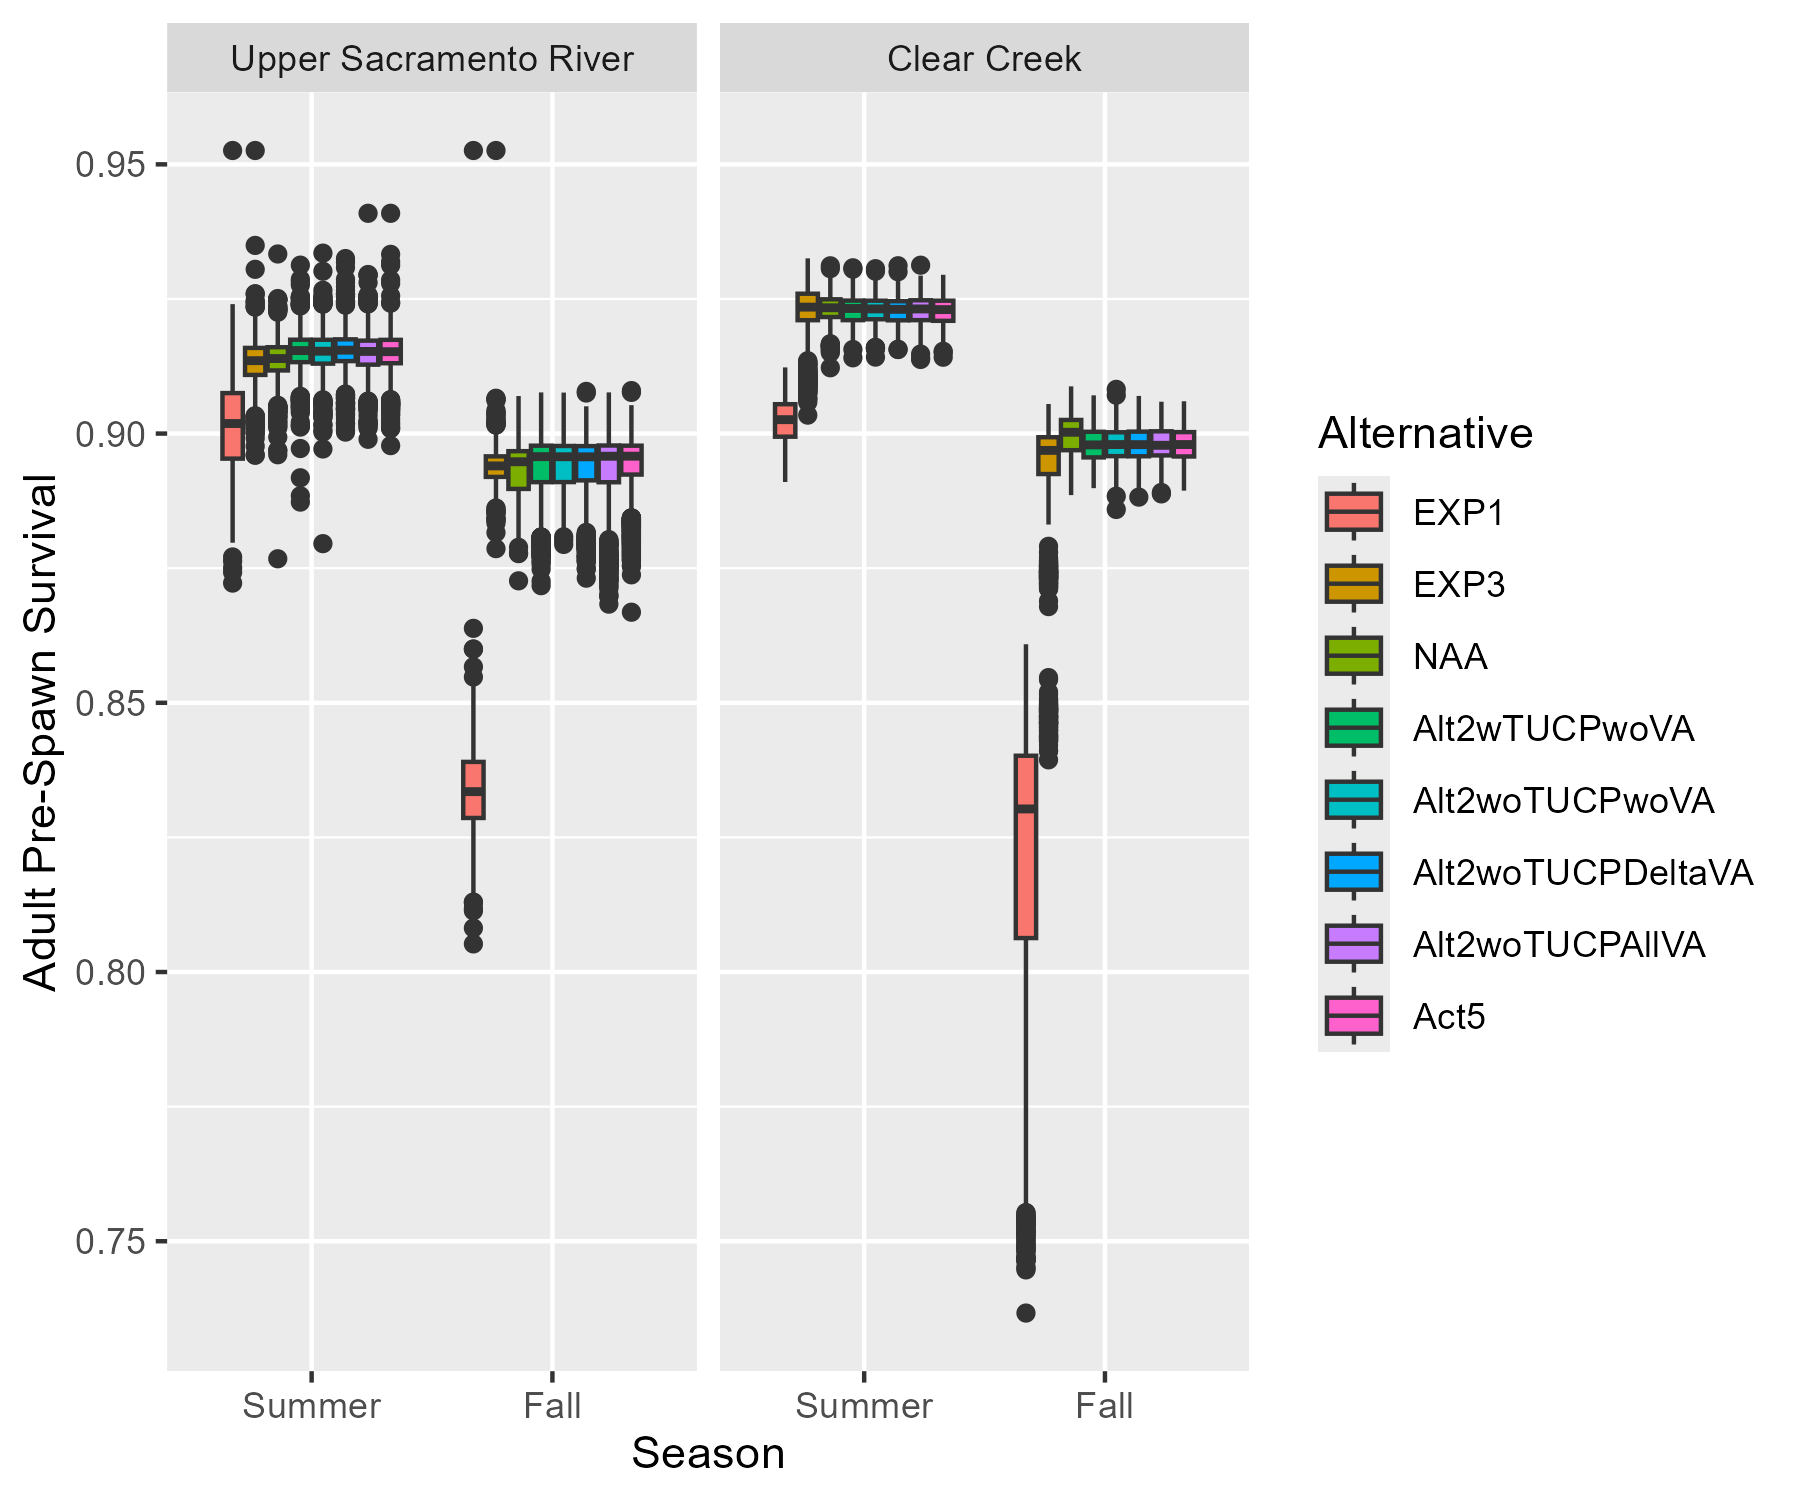 Upper Sacramento River
Clear Creek
Adult Pre-Spawn Survival
0.95
0.90
0.85
0.80
0.75
Summer
Fall
Summer
Fall
Season
Alternative
EXP1
EXP3
NAA
Alt2wTUCPwoVA
Alt2woTUCPwoVA
Alt2woTUCPDeltaVA
Alt2woTUCPAllVA
Act5